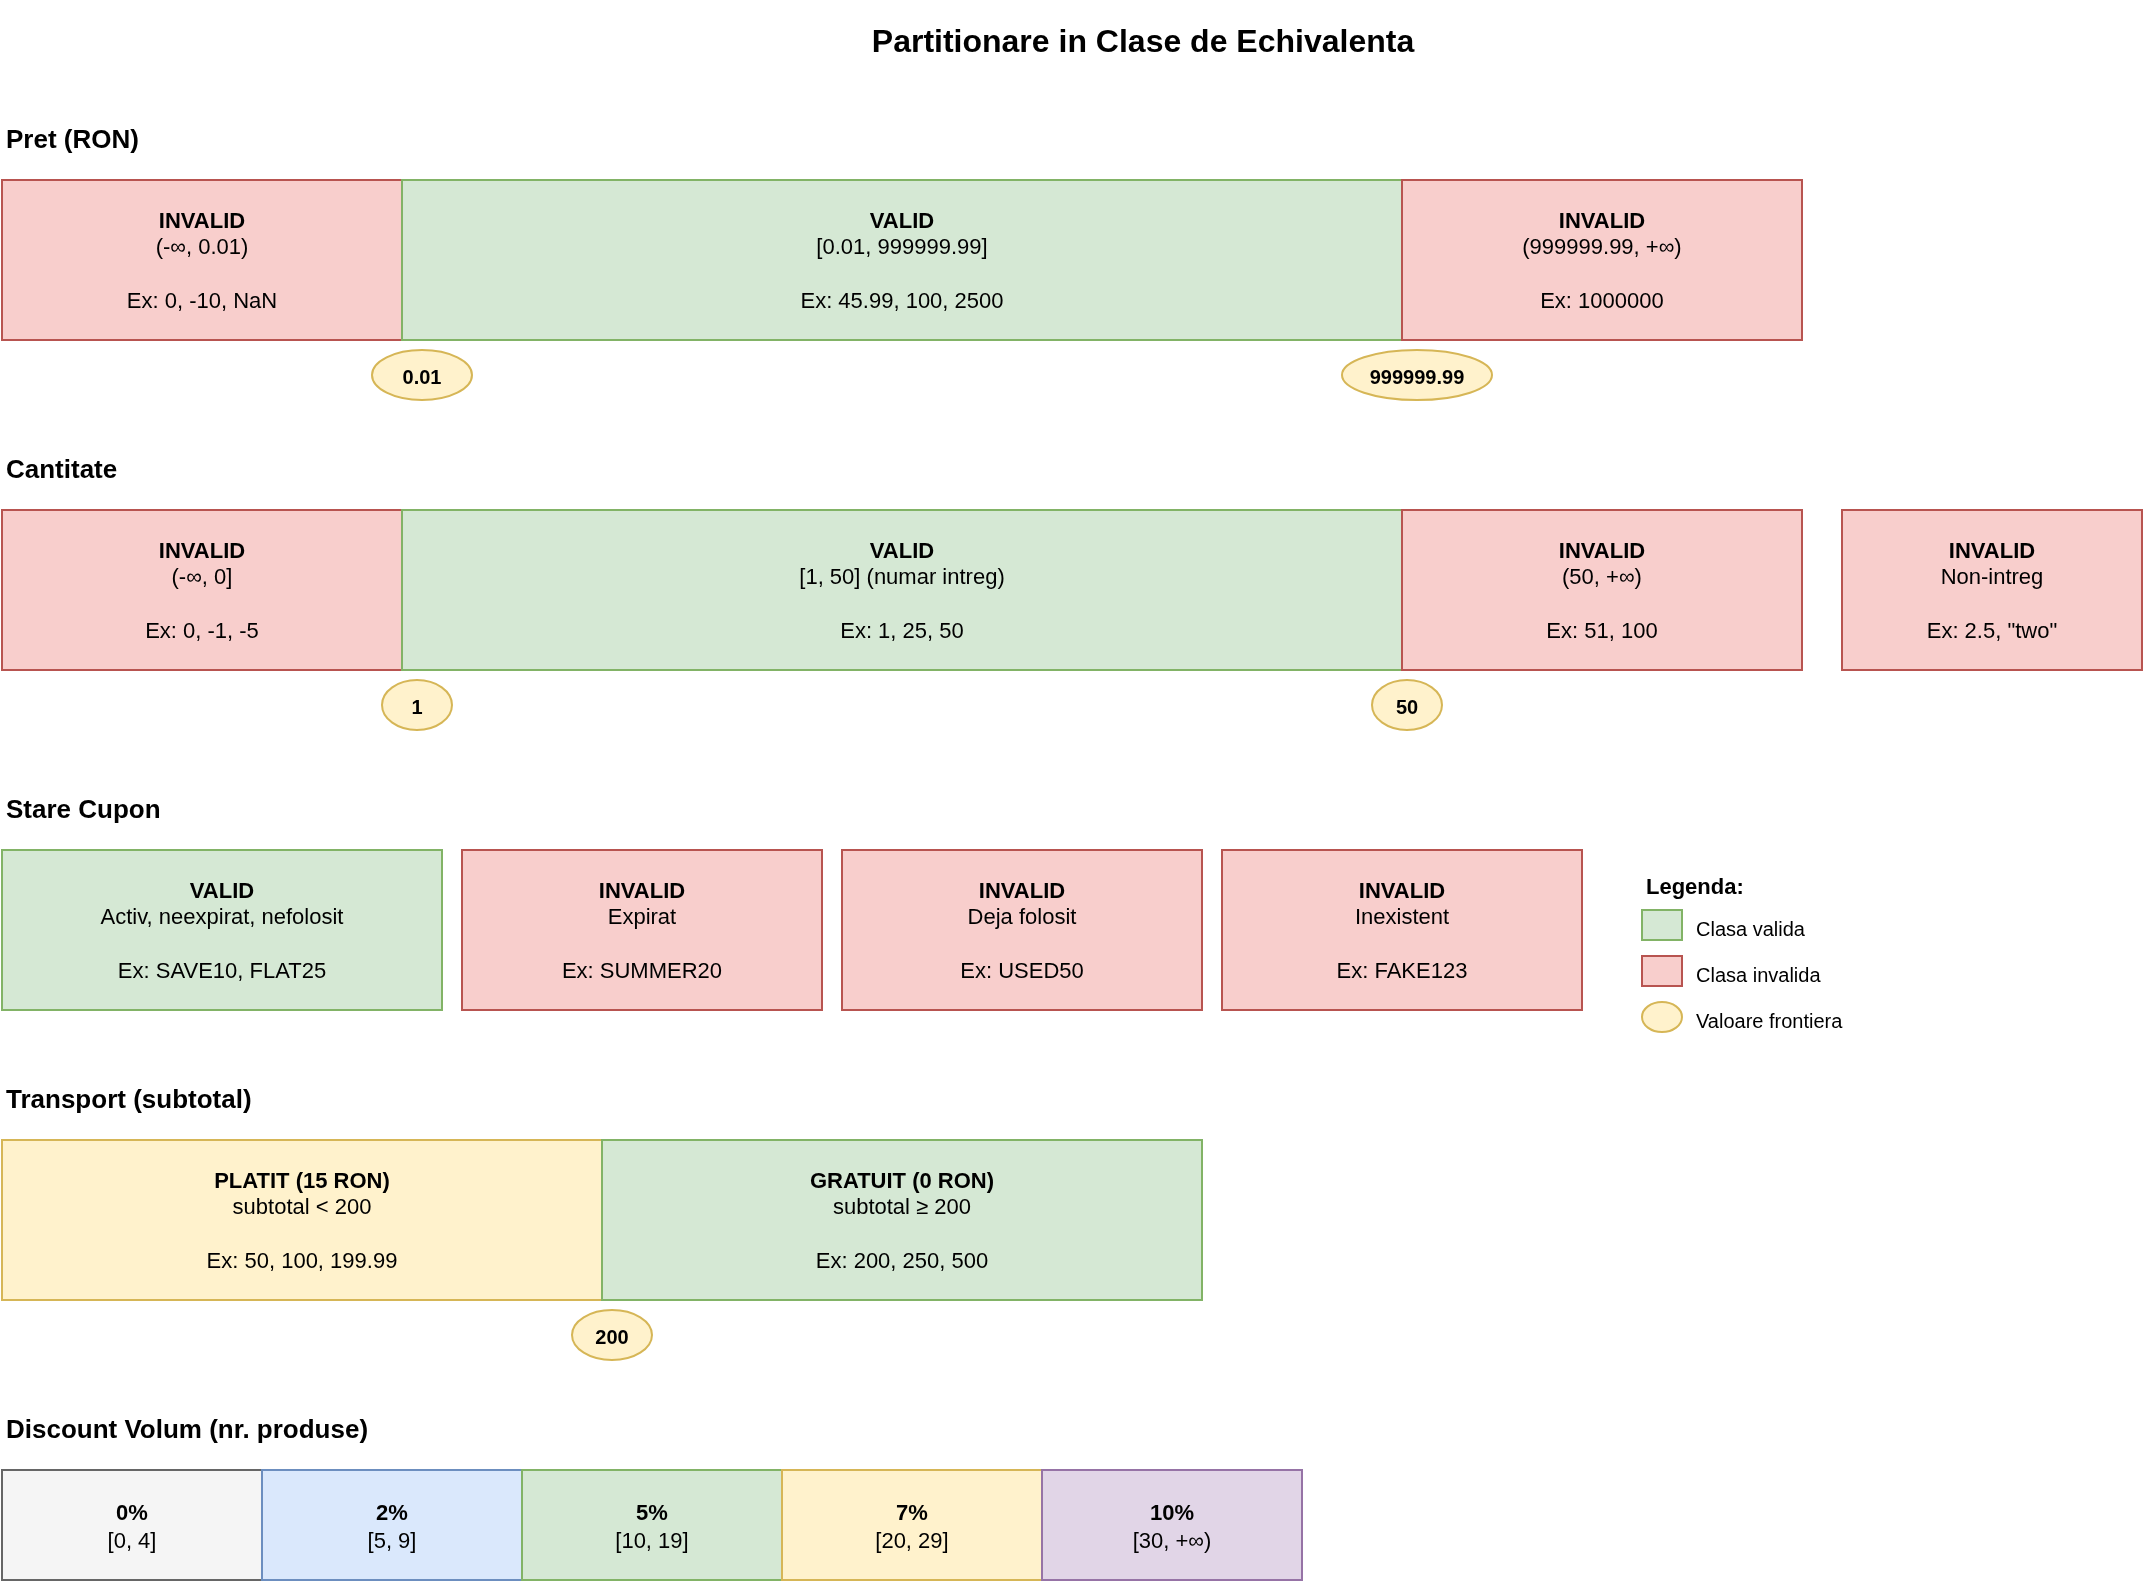 Partitionare in Clase de Echivalenta
Pret (RON)
INVALID
(-∞, 0.01)
Ex: 0, -10, NaN
VALID
[0.01, 999999.99]
Ex: 45.99, 100, 2500
INVALID
(999999.99, +∞)
Ex: 1000000
0.01
999999.99
Cantitate
INVALID
(-∞, 0]
Ex: 0, -1, -5
VALID
[1, 50] (numar intreg)
Ex: 1, 25, 50
INVALID
(50, +∞)
Ex: 51, 100
INVALID
Non-intreg
Ex: 2.5, "two"
1
50
Stare Cupon
VALID
Activ, neexpirat, nefolosit
Ex: SAVE10, FLAT25
INVALID
Expirat
Ex: SUMMER20
INVALID
Deja folosit
Ex: USED50
INVALID
Inexistent
Ex: FAKE123
Legenda:
Clasa valida
Clasa invalida
Valoare frontiera
Transport (subtotal)
PLATIT (15 RON)
subtotal < 200
Ex: 50, 100, 199.99
GRATUIT (0 RON)
subtotal ≥ 200
Ex: 200, 250, 500
200
Discount Volum (nr. produse)
0%
[0, 4]
2%
[5, 9]
5%
[10, 19]
7%
[20, 29]
10%
[30, +∞)